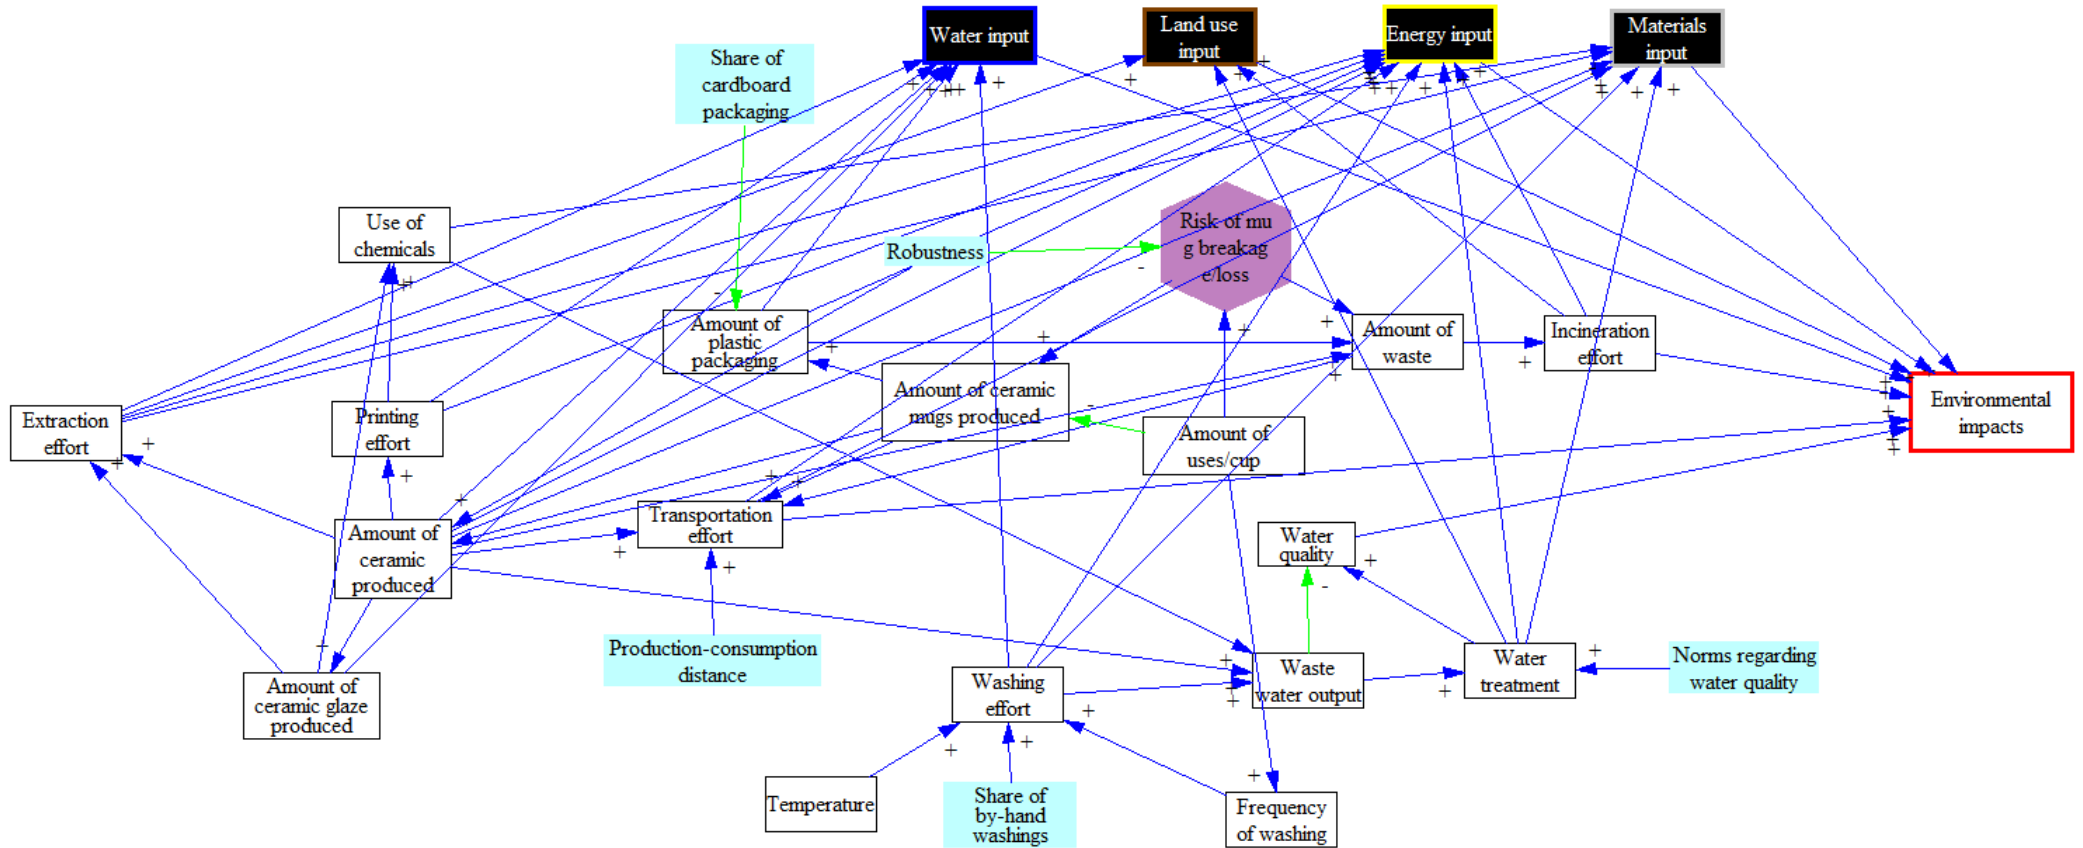 Water input
Land use
input
Energy input
Materials
input
Share of
cardboard
packaging
Use of
chemicals
Robustness
Risk of mu
g breakag
e/loss
Amount of
plastic
packaging
Amount of
waste
Incineration
effort
Extraction
effort
Printing
effort
Amount of ceramic
mugs produced
Amount of
uses/cup
Environmental
impacts
Amount of
ceramic
produced
Transportation
effort
Water
quality
Production-consumption
distance
Amount of
ceramic glaze
produced
Washing
effort
Waste
water output
Water
treatment
Norms regarding
water quality
Temperature
Share of
by-hand
washings
Frequency
of washing